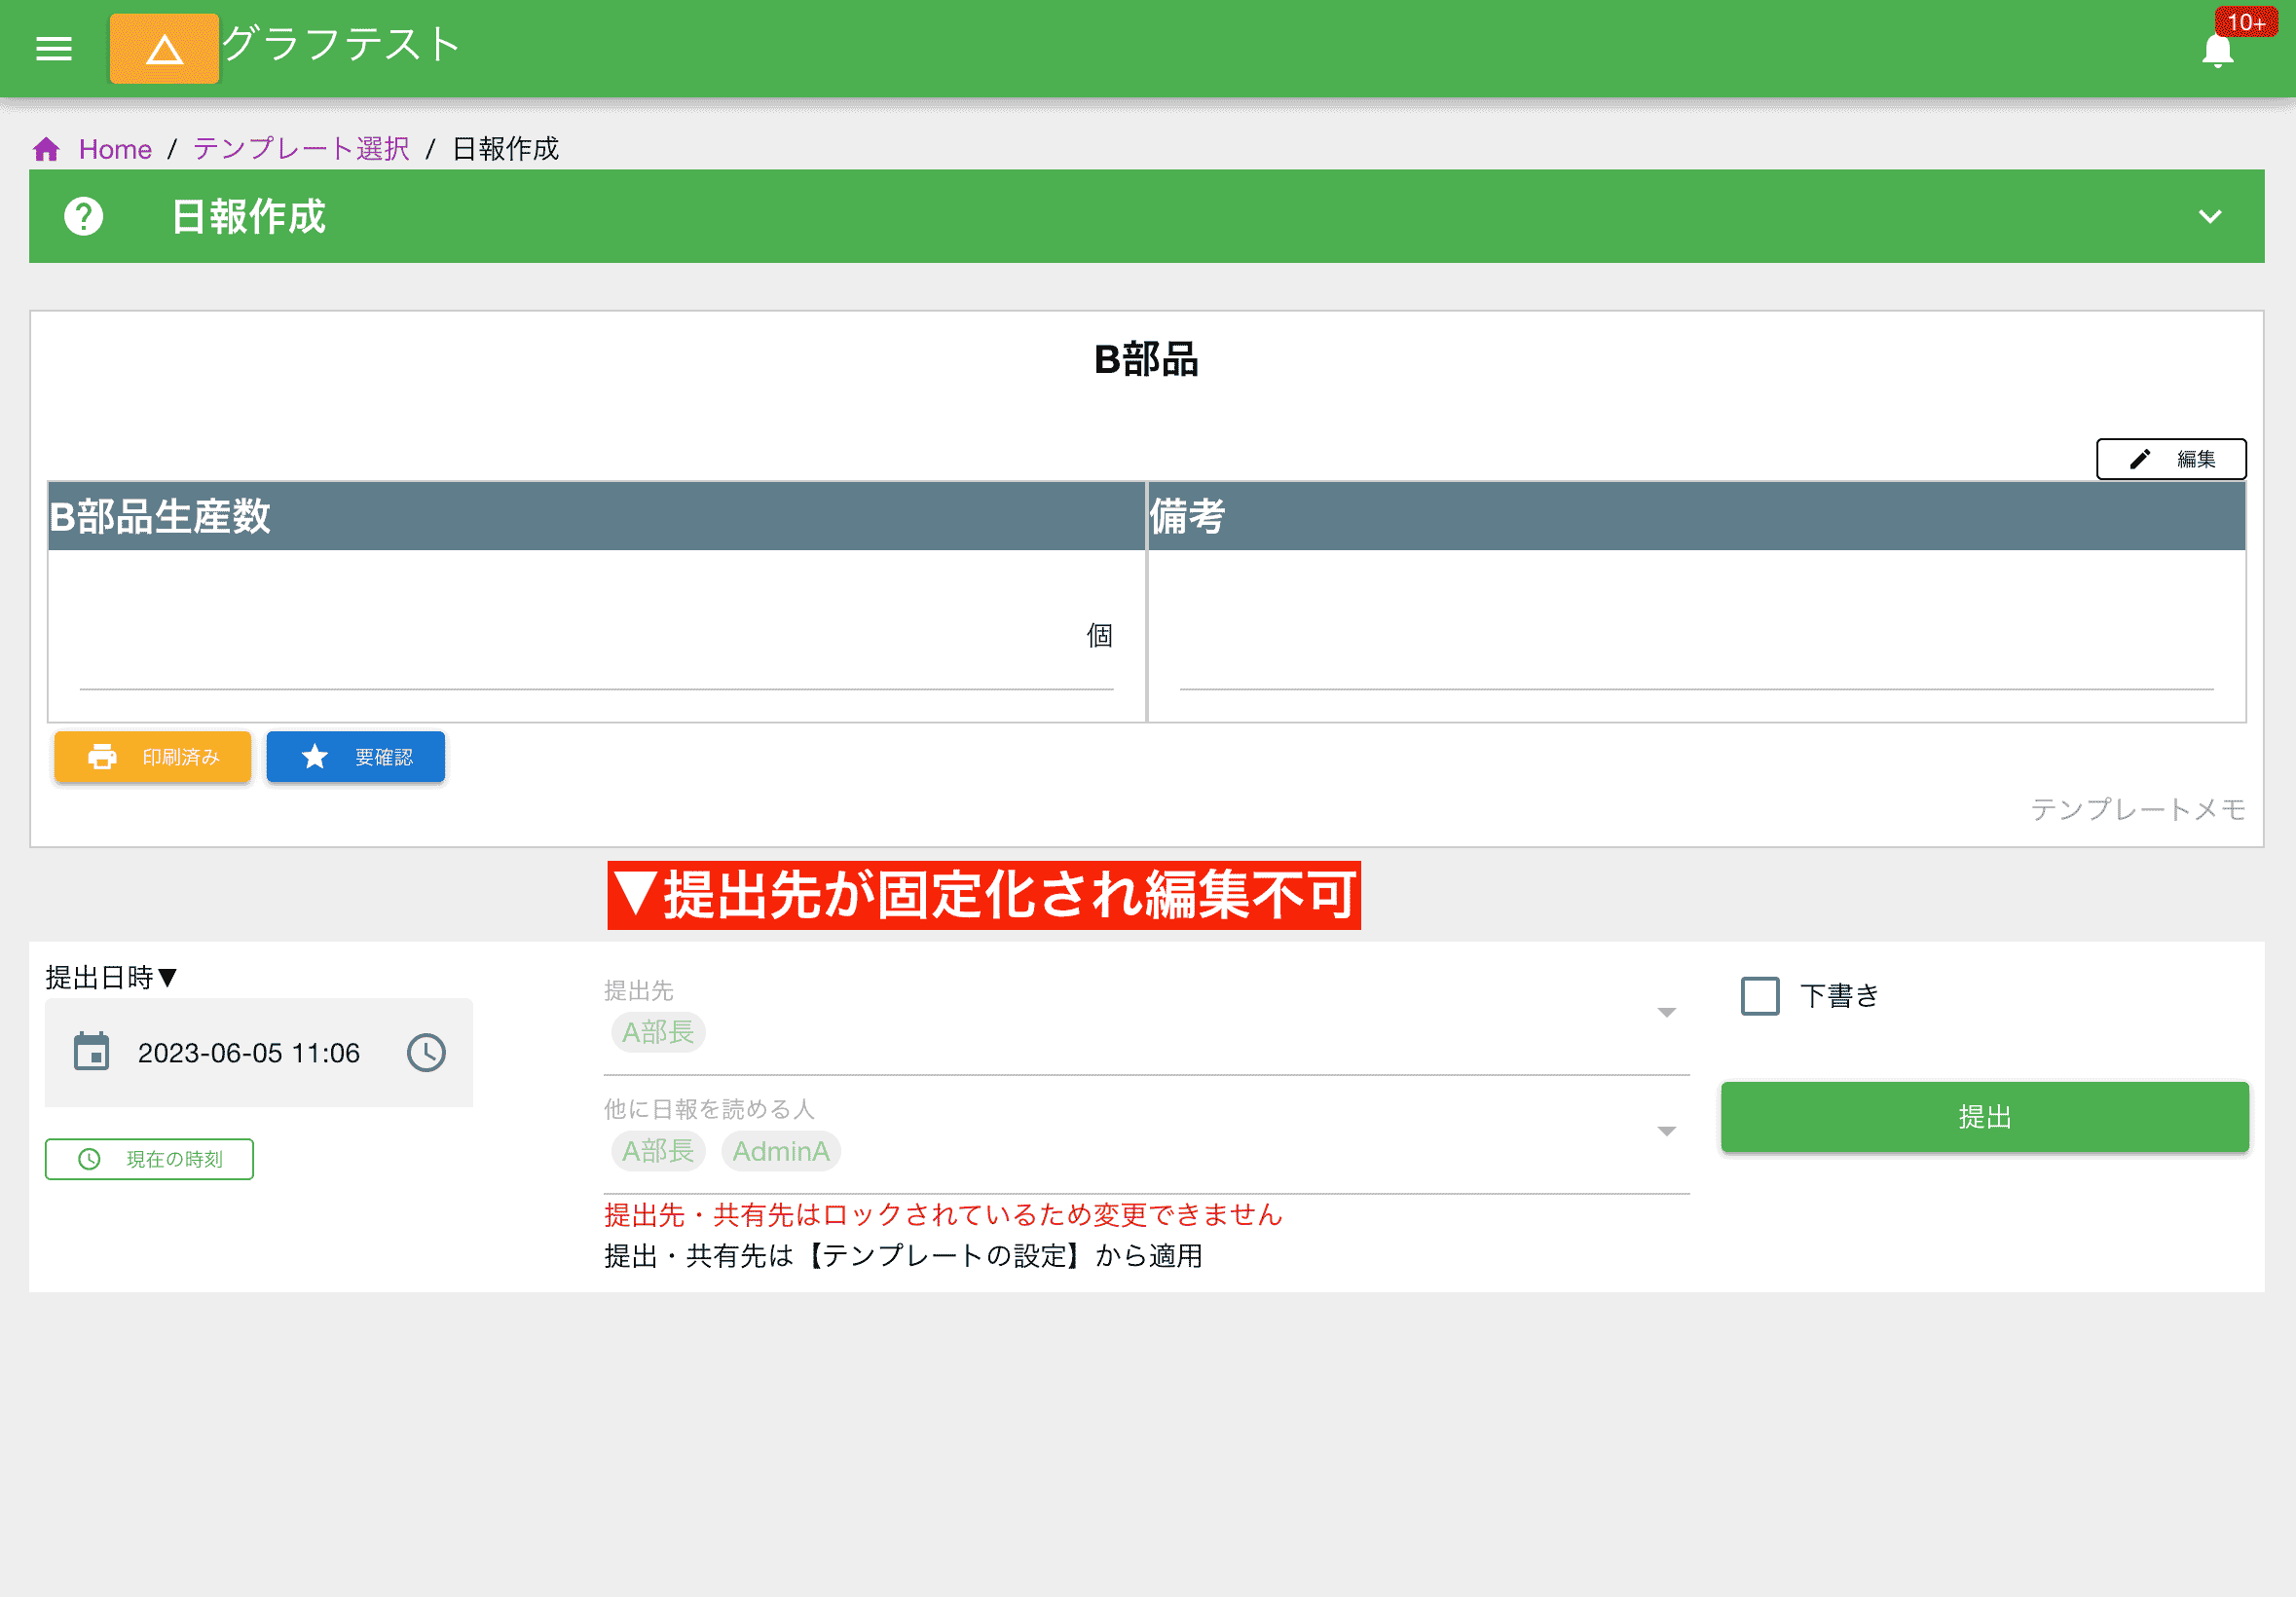 グラフテスト
10+
Home / テンプレート選択 / 日報作成
日報作成
B部品
編集
B部品生産数
備考
個
印刷済み
要確認
テンプレートメモ
▼提出先が固定化され編集不可
提出日時▼
2023-06-05 11:06
現在の時刻
提出先
A部長
他に日報を読める人
A部長 AdminA
提出先・共有先はロックされているため変更できません
提出・共有先は【テンプレートの設定】から適用
下書き
提出